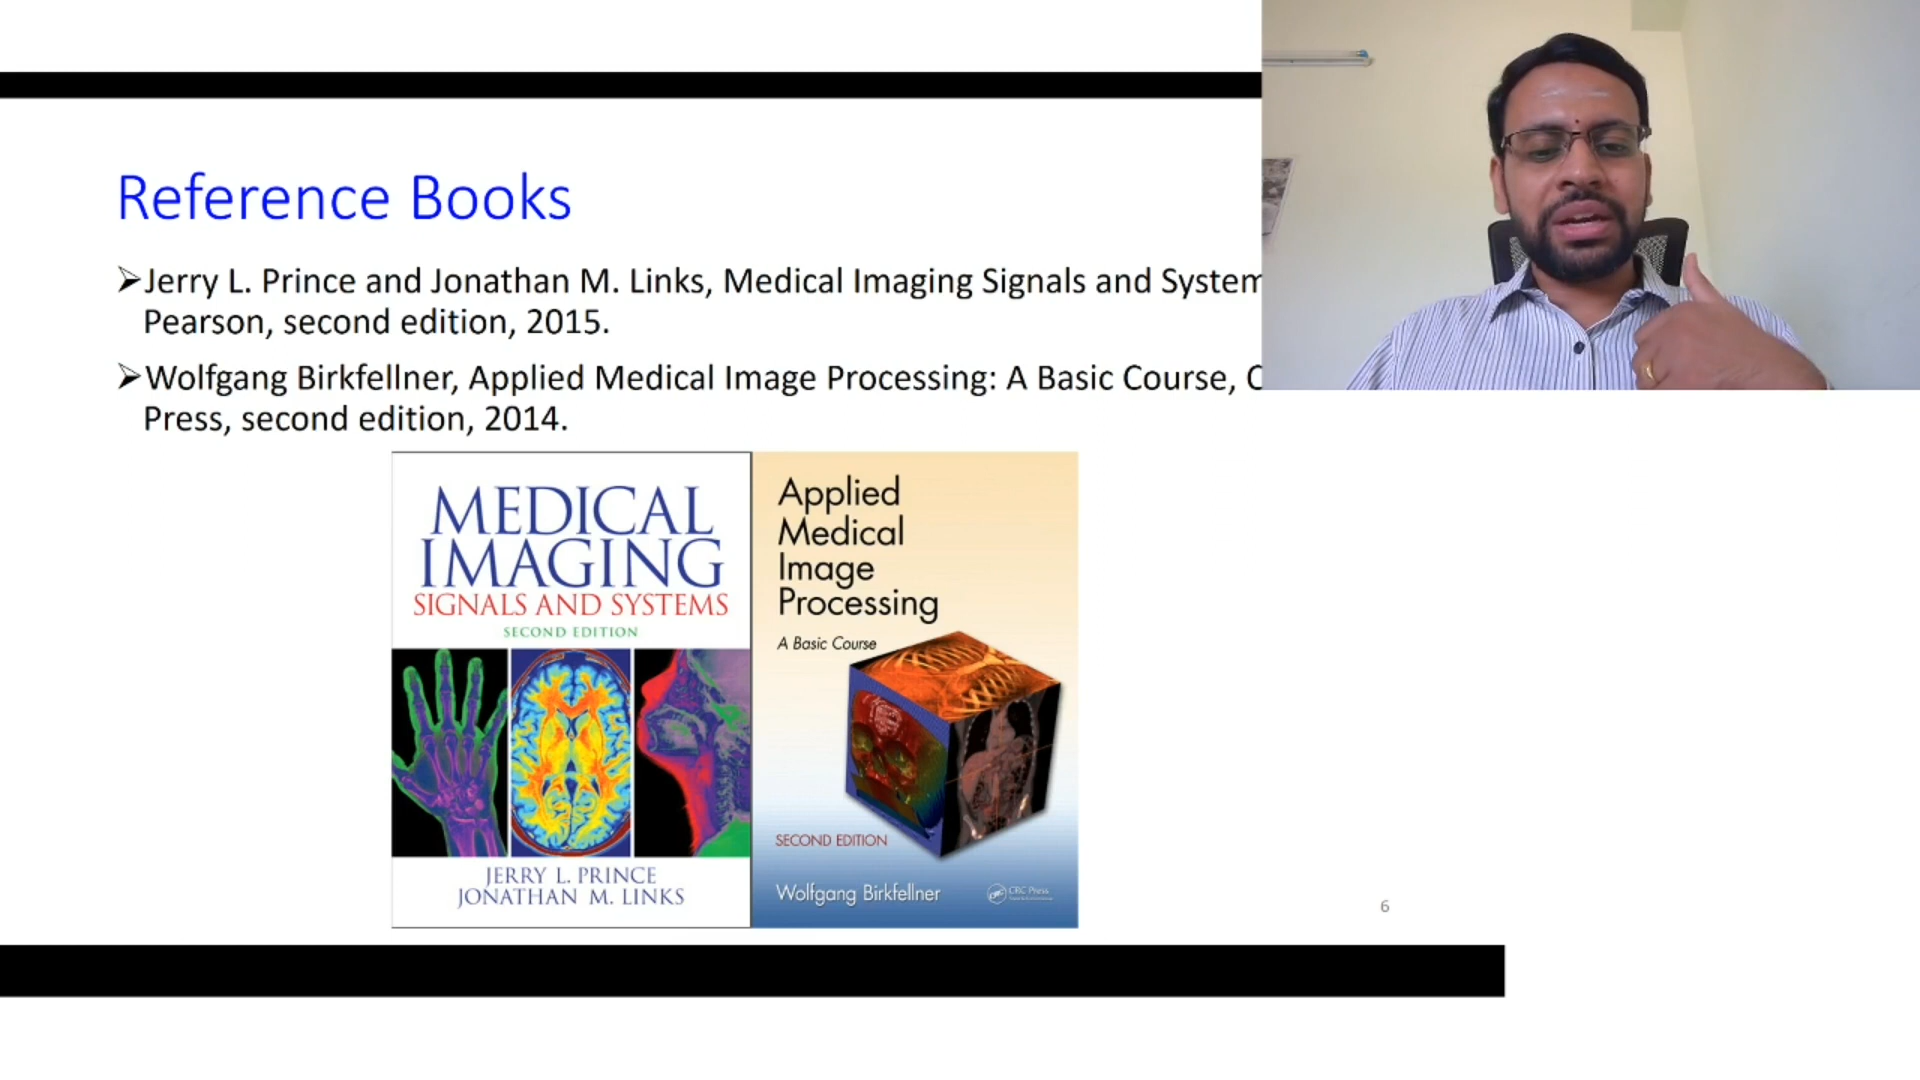 Reference Books
➢Jerry L. Prince and Jonathan M. Links, Medical Imaging Signals and System
Pearson, second edition, 2015.
➢Wolfgang Birkfellner, Applied Medical Image Processing: A Basic Course, C
Press, second edition, 2014.
MEDICAL
IMAGING
SIGNALS AND SYSTEMS
SECOND EDITION
JERRY L. PRINCE
JONATHAN M. LINKS
Applied
Medical
Image
Processing
A Basic Course
SECOND EDITION
Wolfgang Birkfellner
CRC Press
6